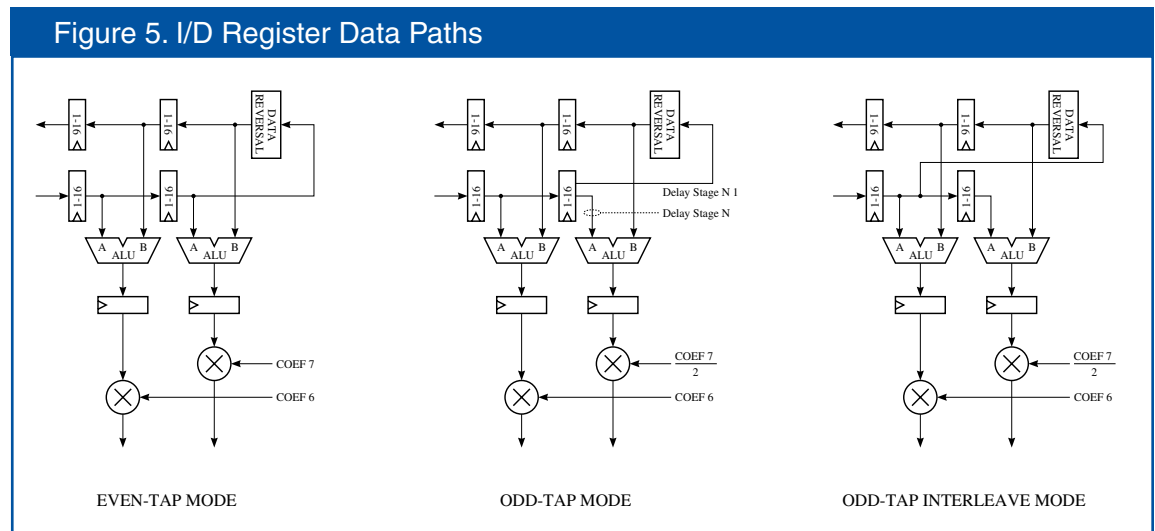 Figure 5. I/D Register Data Paths
1-16
1-16
DATA
REVERSAL
1-16
1-16
A B
ALU
A B
ALU
COEF 7
COEF 6
EVEN-TAP MODE
1-16
1-16
DATA
REVERSAL
1-16
1-16
Delay Stage N 1
Delay Stage N
A B
ALU
A B
ALU
COEF 7
2
COEF 6
ODD-TAP MODE
1-16
1-16
DATA
REVERSAL
1-16
1-16
A B
ALU
A B
ALU
COEF 7
2
COEF 6
ODD-TAP INTERLEAVE MODE